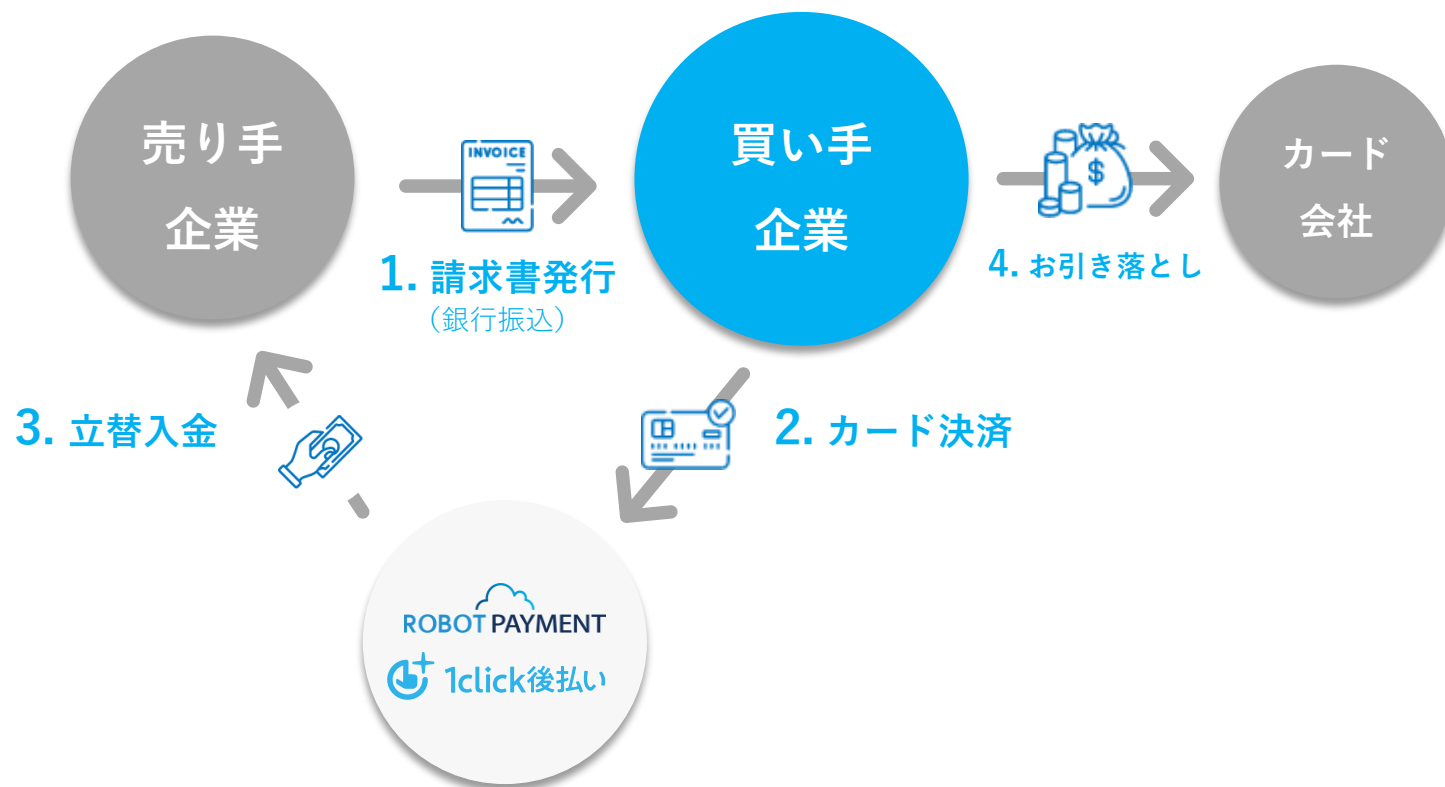 売り手
企業
INVOICE
1. 請求書発行
（銀行振込）
買い手
企業
$
4. お引き落とし
カード
会社
3. 立替入金
2. カード決済
ROBOT PAYMENT
1click後払い